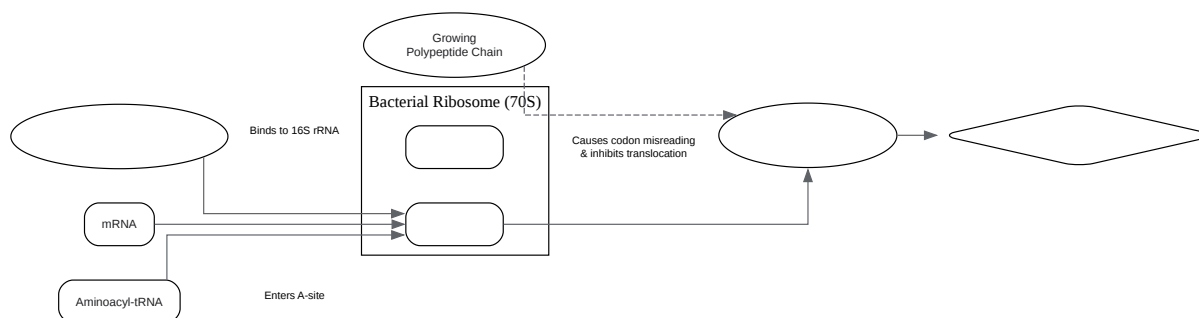 Growing
Polypeptide Chain
Bacterial Ribosome (70S)
Binds to 16S rRNA
Causes codon misreading
& inhibits translocation
mRNA
Aminoacyl-tRNA
Enters A-site